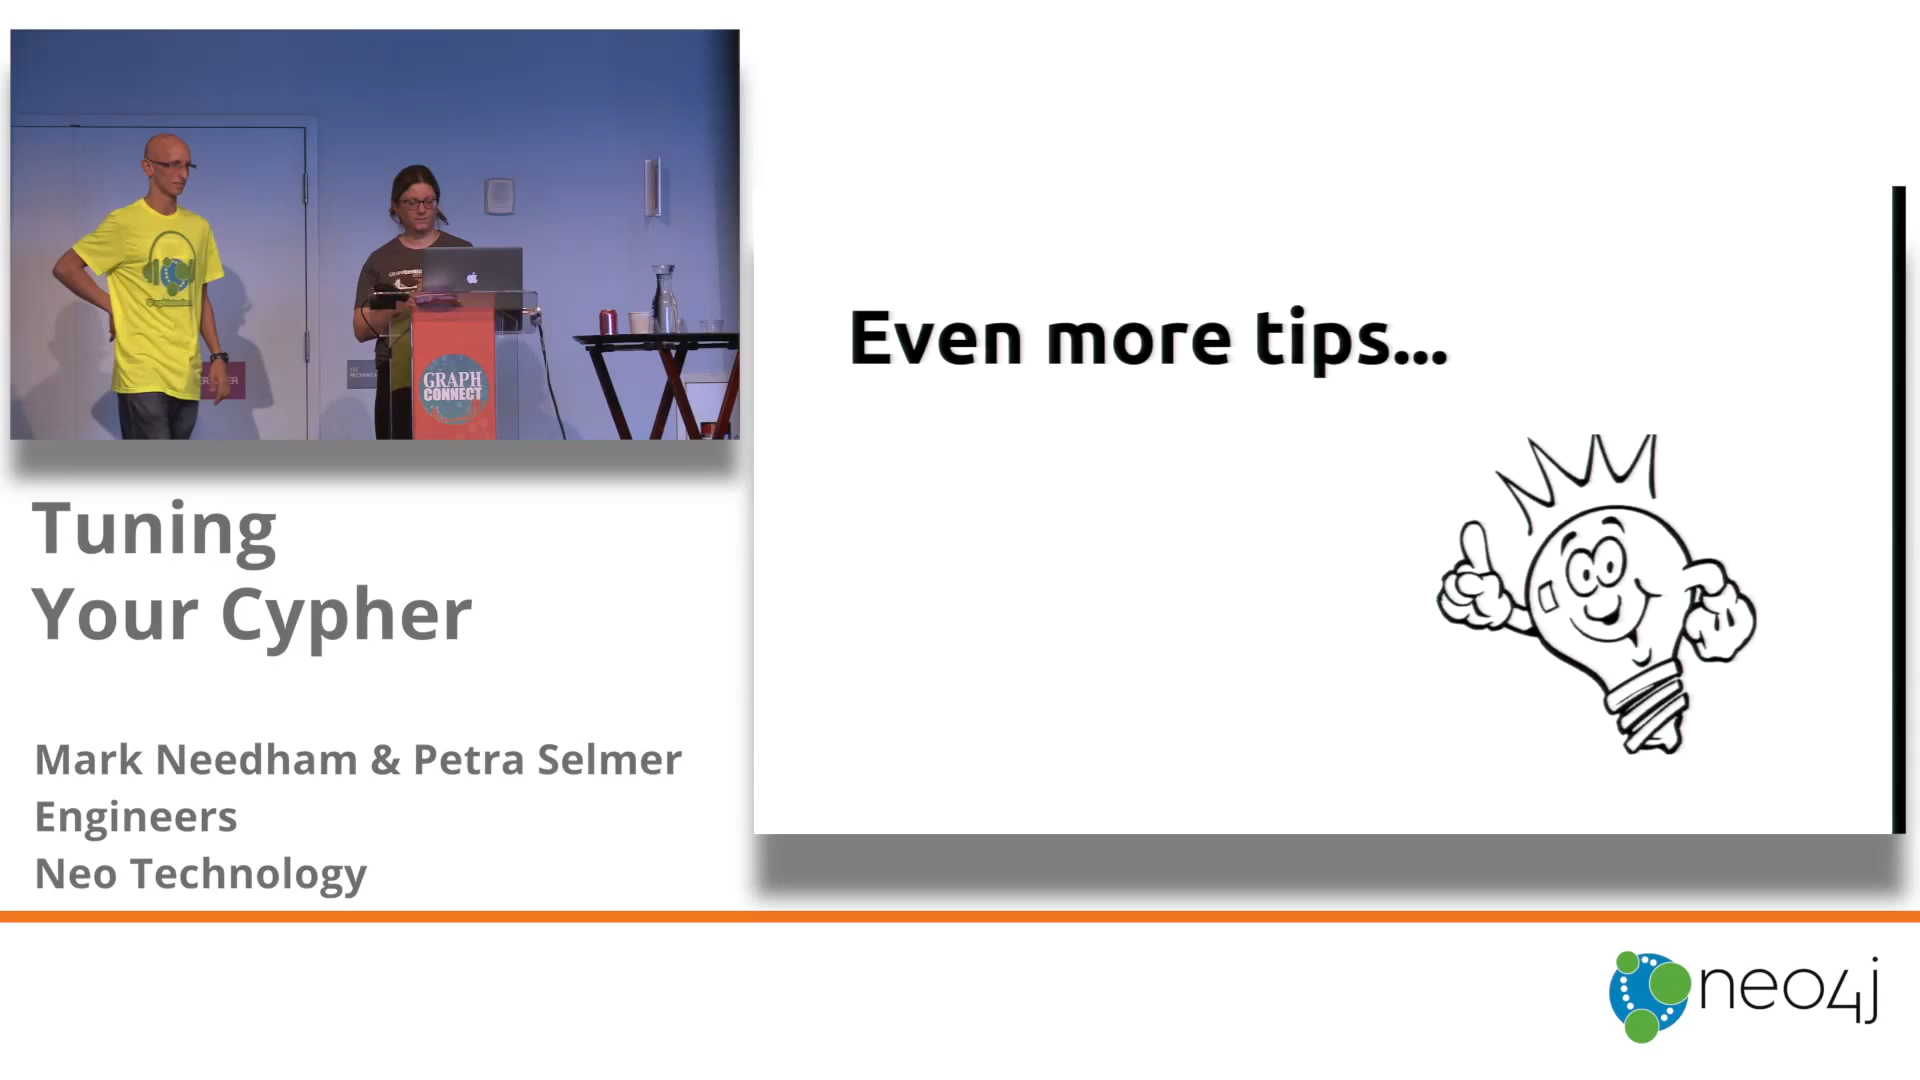 GRAPH
CONNECT
Tuning
Your Cypher
Mark Needham & Petra Selmer
Engineers
Neo Technology
Even more tips...
neo4j